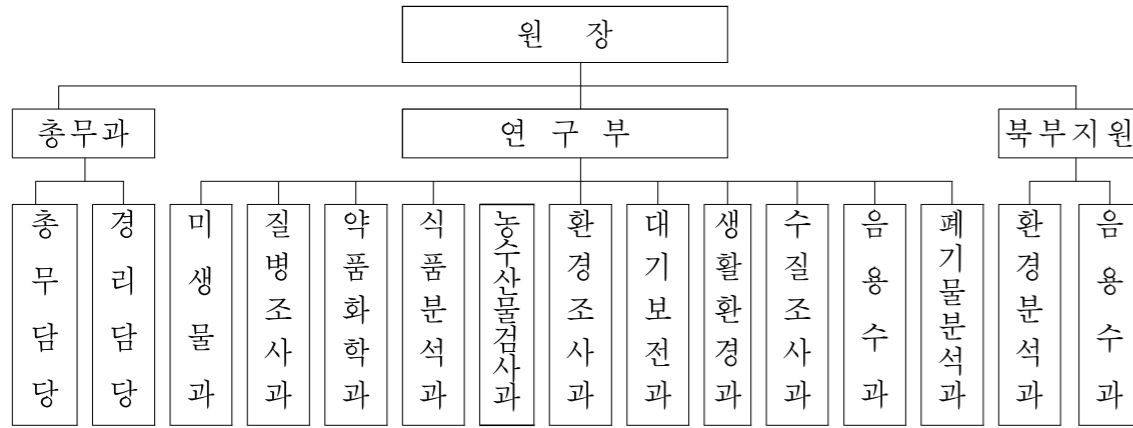 원 장
총무과
연 구 부
북부지원
총무담당
경리담당
미생물과
질병조사과
약품화학과
식품분석과
농수산물검사과
환경조사과
대기보전과
생활환경과
수질조사과
음용수과
폐기물분석과
환경분석과
음용수과